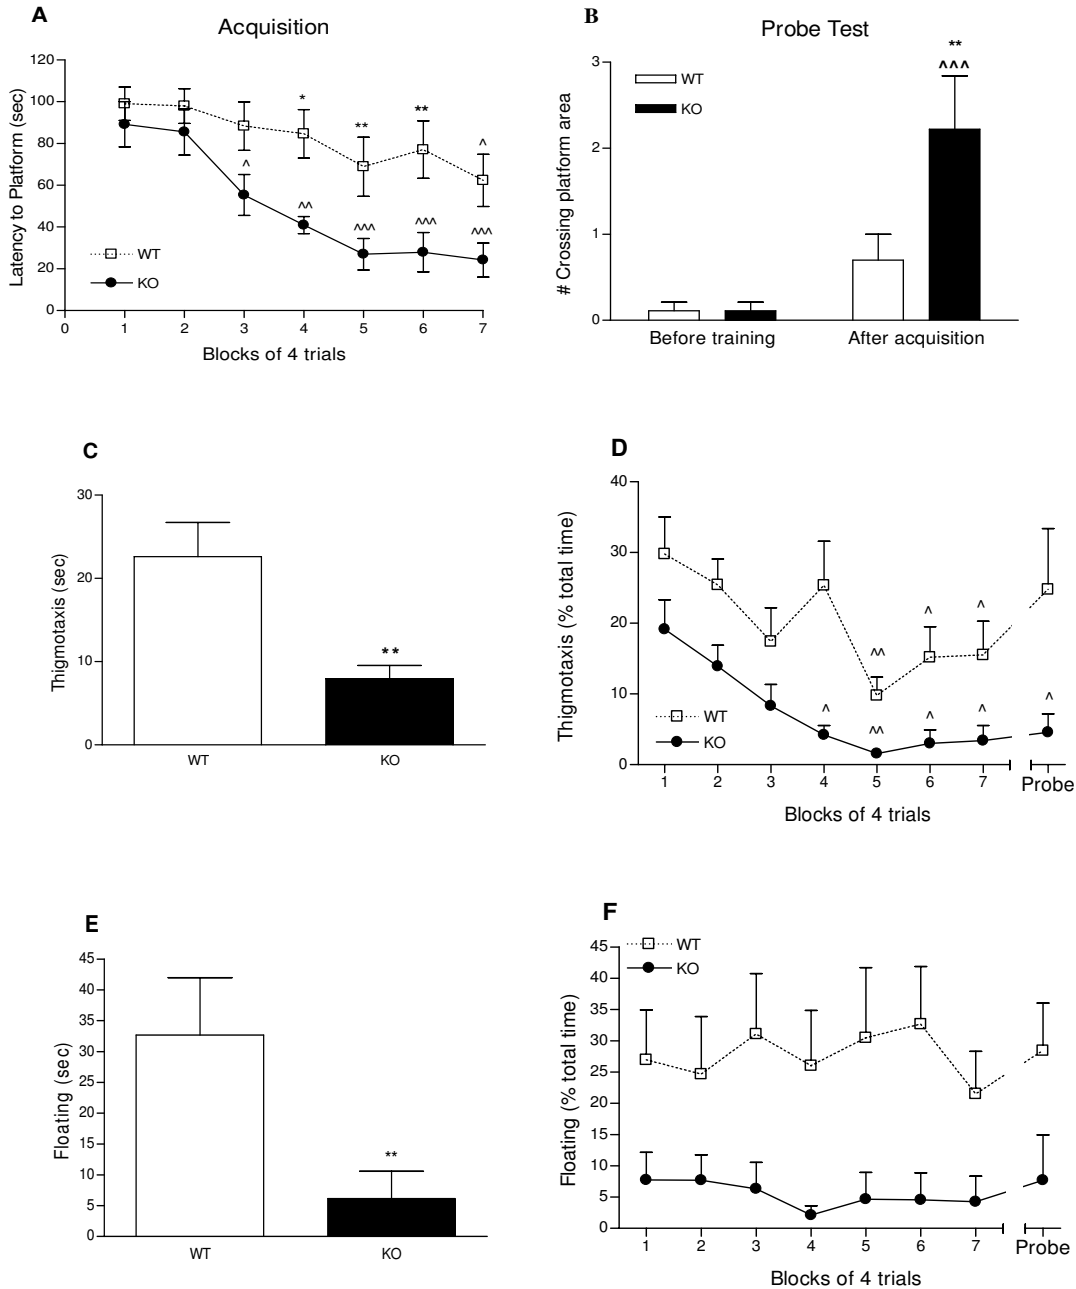 A
Acquisition
Latency to Platform (sec)
120
100
80
60
40
20
0
* ** ** ^
^ ^^ ^^^ ^^^ ^^^
WT
KO
0 1 2 3 4 5 6 7
Blocks of 4 trials
B
Probe Test
# Crossing platform area
3
2
1
0
WT
KO
**
^^^
Before training After acquisition
C
Thigmotaxis (sec)
30
20
10
0
**
WT KO
D
Thigmotaxis (% total time)
40
30
20
10
0
^^ ^ ^
^ ^^ ^ ^ ^
WT
KO
1 2 3 4 5 6 7 Probe
Blocks of 4 trials
E
Floating (sec)
45
40
35
30
25
20
15
10
5
0
**
WT KO
F
Floating (% total time)
45
40
35
30
25
20
15
10
5
0
WT
KO
1 2 3 4 5 6 7 Probe
Blocks of 4 trials